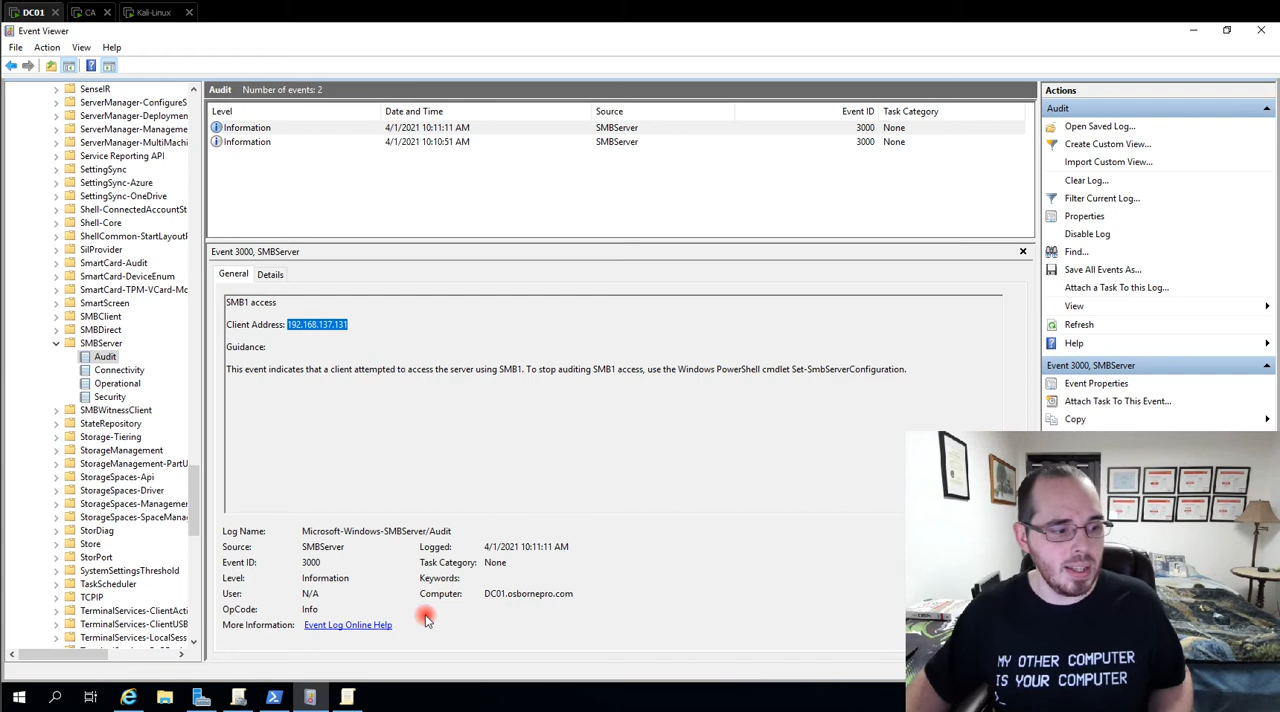 DC01
CA
Kali-Linux
Event Viewer
File Action View Help
SenseIR
ServerManager-ConfigureS
ServerManager-Deploymen
ServerManager-Manageme
ServerManager-MultiMachi
Service Reporting API
SettingSync
SettingSync-Azure
SettingSync-OneDrive
Shell-ConnectedAccountSt
Shell-Core
ShellCommon-StartLayoutP
SilProvider
SmartCard-Audit
SmartCard-DeviceEnum
SmartCard-TPM-VCard-Mo
SmartScreen
SMBClient
SMBDirect
SMBServer
Audit
Connectivity
Operational
Security
SMBWitnessClient
StateRepository
Storage-Tiering
StorageManagement
StorageManagement-PartU
StorageSpaces-Api
StorageSpaces-Driver
StorageSpaces-Managemen
StorageSpaces-SpaceMana
StorDiag
Store
StorPort
SystemSettingsThreshold
TaskScheduler
TCPIP
TerminalServices-ClientActi
TerminalServices-ClientUSB
TerminalServices-LocalSess
Audit Number of events: 2
Level Date and Time Source Event ID Task Category
Information 4/1/2021 10:11:11 AM SMBServer 3000 None
Information 4/1/2021 10:10:51 AM SMBServer 3000 None
Event 3000, SMBServer
General Details
SMB1 access
Client Address: 192.168.137.131
Guidance:
This event indicates that a client attempted to access the server using SMB1. To stop auditing SMB1 access, use the Windows PowerShell cmdlet Set-SmbServerConfiguration.
Log Name: Microsoft-Windows-SMBServer/Audit
Source: SMBServer Logged: 4/1/2021 10:11:11 AM
Event ID: 3000 Task Category: None
Level: Information Keywords:
User: N/A Computer: DC01.osbornepro.com
OpCode: Info
More Information: Event Log Online Help
Actions
Audit
Open Saved Log...
Create Custom View...
Import Custom View...
Clear Log...
Filter Current Log...
Properties
Disable Log
Find...
Save All Events As...
Attach a Task To this Log...
View
Refresh
Help
Event 3000, SMBServer
Event Properties
Attach Task To This Event...
Copy
MY OTHER COMPUTER
IS YOUR COMPUTER